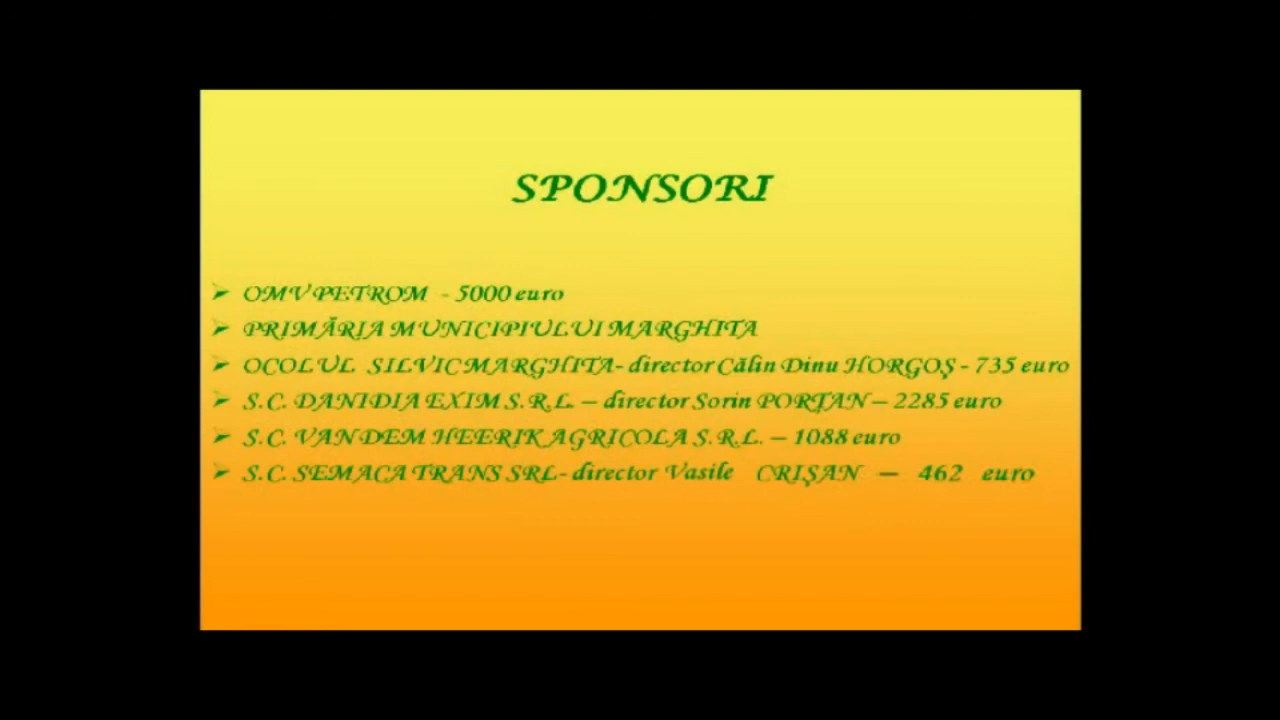 SPONSORI
➢ OMV PETROM - 5000 euro
➢ PRIMĂRIA MUNICIPIULUI MARGHITA
➢ OCOLUL SILVIC MARGHITA- director Călin Dinu HORGOŞ - 735 euro
➢ S.C. DANIDIA EXIM S.R.L. – director Sorin PORŢAN – 2285 euro
➢ S.C. VAN DEM HEERIK AGRICOLA S.R.L. – 1088 euro
➢ S.C. SEMACA TRANS SRL- director Vasile CRIŞAN – 462 euro